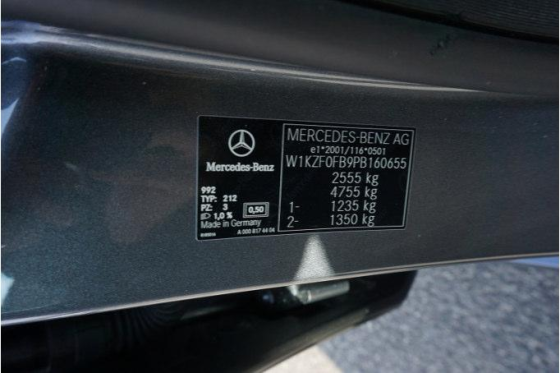 Mercedes-Benz
992
TYP: 212
PZ: 3
1,0 %
0,50
Made in Germany
A 000 817 64 04
MERCEDES-BENZ AG
e1*2001/116*0501
W1KZF0FB9PB160655
2555 kg
4755 kg
1- 1235 kg
2- 1350 kg